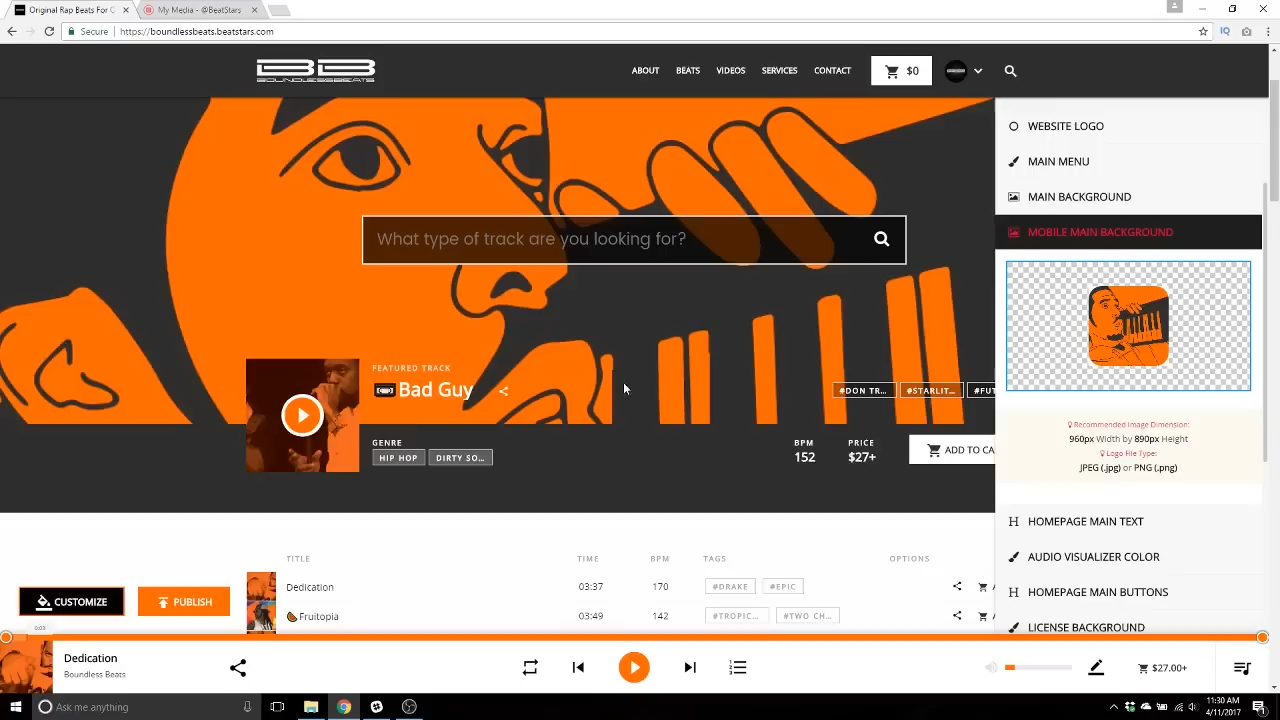 Original Rap Beats For C
My Media - @BeatStars
Secure
https://boundlessbeats.beatstars.com
IQ
BB
BOUNDLESSBEATS
ABOUT
BEATS
VIDEOS
SERVICES
CONTACT
$0
WEBSITE LOGO
MAIN MENU
MAIN BACKGROUND
MOBILE MAIN BACKGROUND
What type of track are you looking for?
FEATURED TRACK
Bad Guy
#DON TR...
#STARLIT...
#FUT
GENRE
HIP HOP
DIRTY SO...
BPM
152
PRICE
$27+
ADD TO CA
Recommended Image Dimension:
960px Width by 890px Height
Logo File Type:
JPEG (.jpg) or PNG (.png)
HOMEPAGE MAIN TEXT
AUDIO VISUALIZER COLOR
HOMEPAGE MAIN BUTTONS
LICENSE BACKGROUND
TITLE
TIME
BPM
TAGS
OPTIONS
Dedication
03:37
170
#DRAKE
#EPIC
A
Fruitopia
03:49
142
#TROPIC...
#TWO CH...
A
CUSTOMIZE
PUBLISH
0:03
Dedication
Boundless Beats
$27.00+
Ask me anything
11:30 AM
4/11/2017